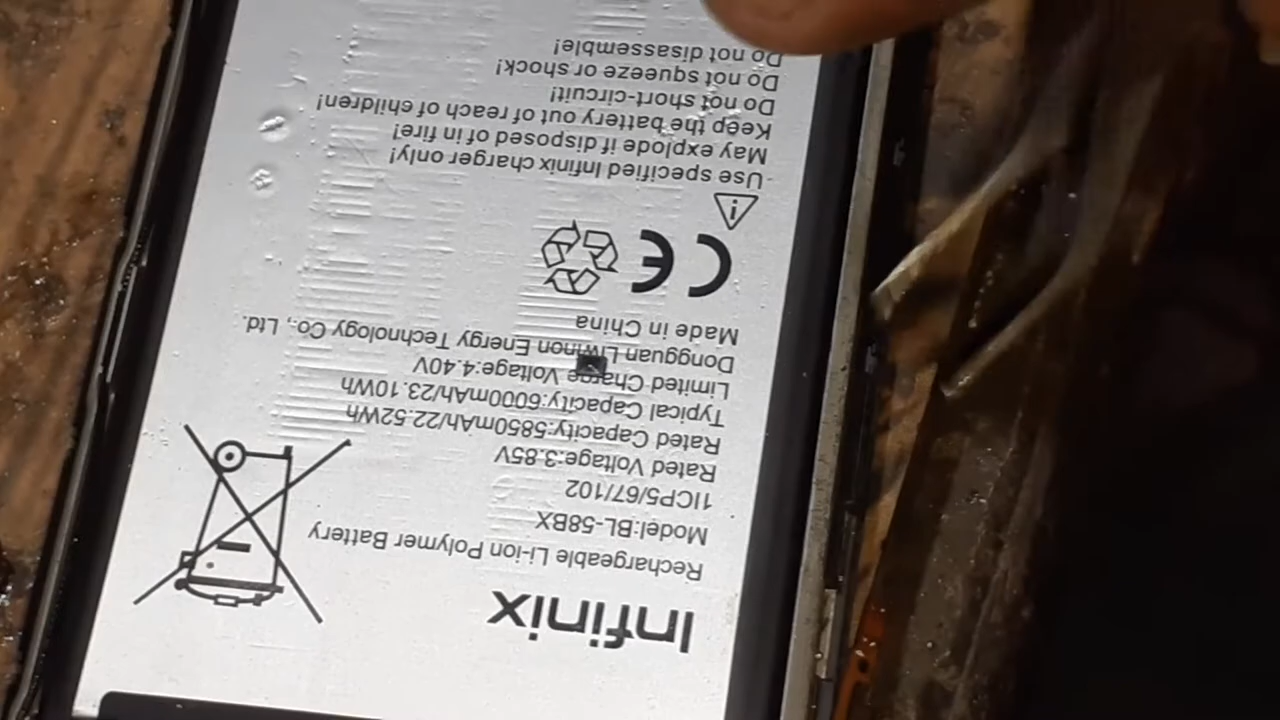 Infinix
Rechargeable Li-ion Polymer Battery
Model:BL-58BX
1ICP5/67/102
Rated Voltage:3.85V
Rated Capacity:5850mAh/22.52Wh
Typical Capacity:6000mAh/23.10Wh
Limited Charge Voltage:4.40V
Dongguan Liwinon Energy Technology Co., Ltd.
Made in China
CE
Use specified Infinix charger only!
May explode if disposed of in fire!
Keep the battery out of reach of children!
Do not short-circuit!
Do not squeeze or shock!
Do not disassemble!